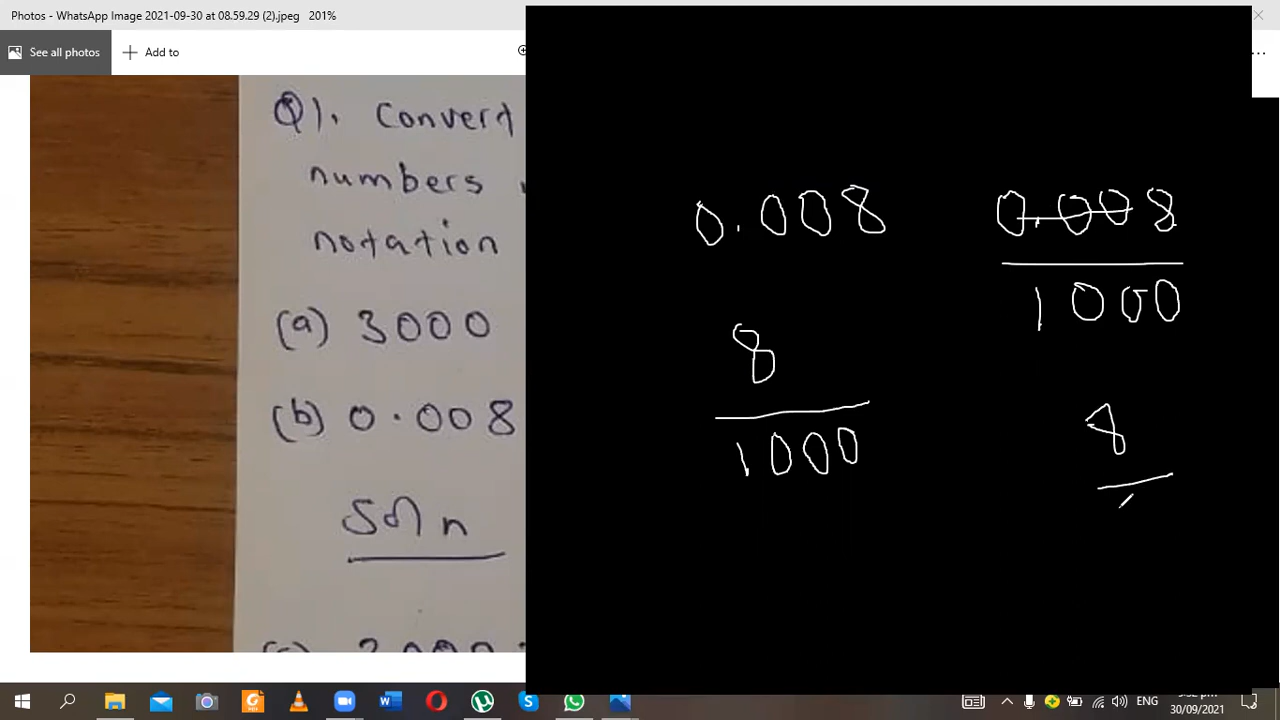 Photos - WhatsApp Image 2021-09-30 at 08.59.29 (2).jpeg 201%
See all photos
Add to
Q1. Convert
numbers
notation
(a) 3000
(b) 0.008
Soln
0.008
8
1000
0.008
1000
8
ENG
30/09/2021